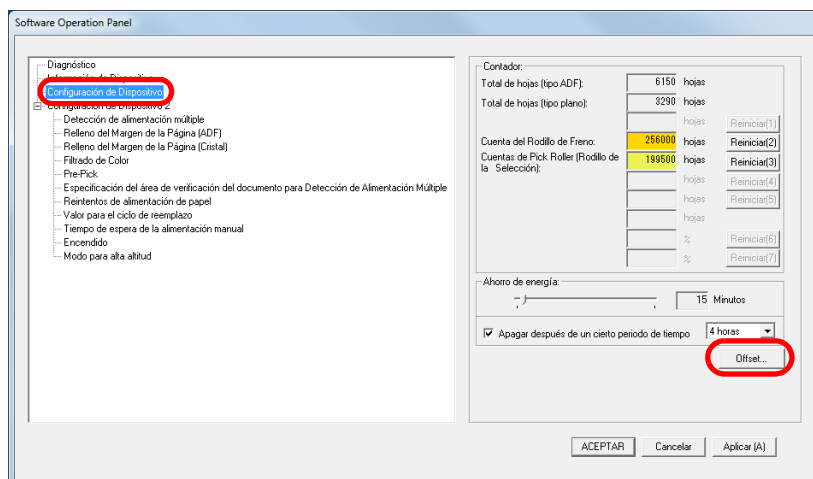 Software Operation Panel
Diagnóstico
Información de Dispositivo
Configuración de Dispositivo
Configuración de Dispositivo 2
Detección de alimentación múltiple
Relleno del Margen de la Página (ADF)
Relleno del Margen de la Página (Cristal)
Filtrado de Color
Pre-Pick
Especificación del área de verificación del documento para Detección de Alimentación Múltiple
Reintentos de alimentación de papel
Valor para el ciclo de reemplazo
Tiempo de espera de la alimentación manual
Encendido
Modo para alta altitud
Contador:
Total de hojas (tipo ADF): 6150 hojas
Total de hojas (tipo plano): 3290 hojas
hojas Reiniciar(1)
Cuenta del Rodillo de Freno: 256000 hojas Reiniciar(2)
Cuentas de Pick Roller (Rodillo de la Selección): 199500 hojas Reiniciar(3)
hojas Reiniciar(4)
hojas Reiniciar(5)
hojas
% Reiniciar(6)
% Reiniciar(7)
Ahorro de energía:
15 Minutos
Apagar después de un cierto periodo de tiempo 4 horas
Offset...
ACEPTAR Cancelar Aplicar (A)